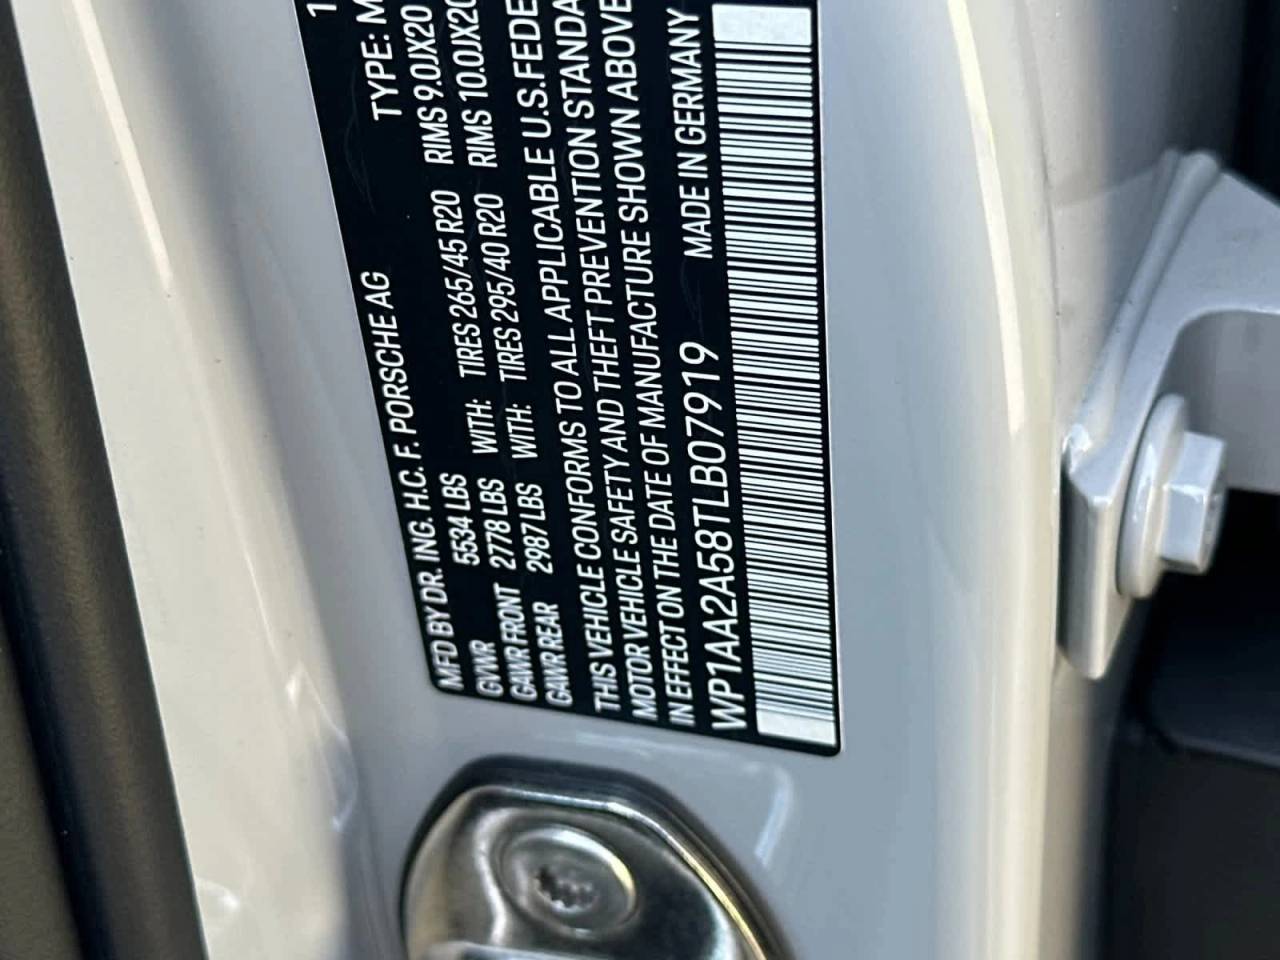 1
MFD BY DR. ING. H.C. F. PORSCHE AG TYPE: M
GVWR 5534 LBS
GAWR FRONT 2778 LBS WITH: TIRES 265/45 R20 RIMS 9.0JX20
GAWR REAR 2987 LBS WITH: TIRES 295/40 R20 RIMS 10.0JX20
THIS VEHICLE CONFORMS TO ALL APPLICABLE U.S. FEDE
MOTOR VEHICLE SAFETY AND THEFT PREVENTION STANDA
IN EFFECT ON THE DATE OF MANUFACTURE SHOWN ABOVE
WP1AA2A58TLB07919 MADE IN GERMANY